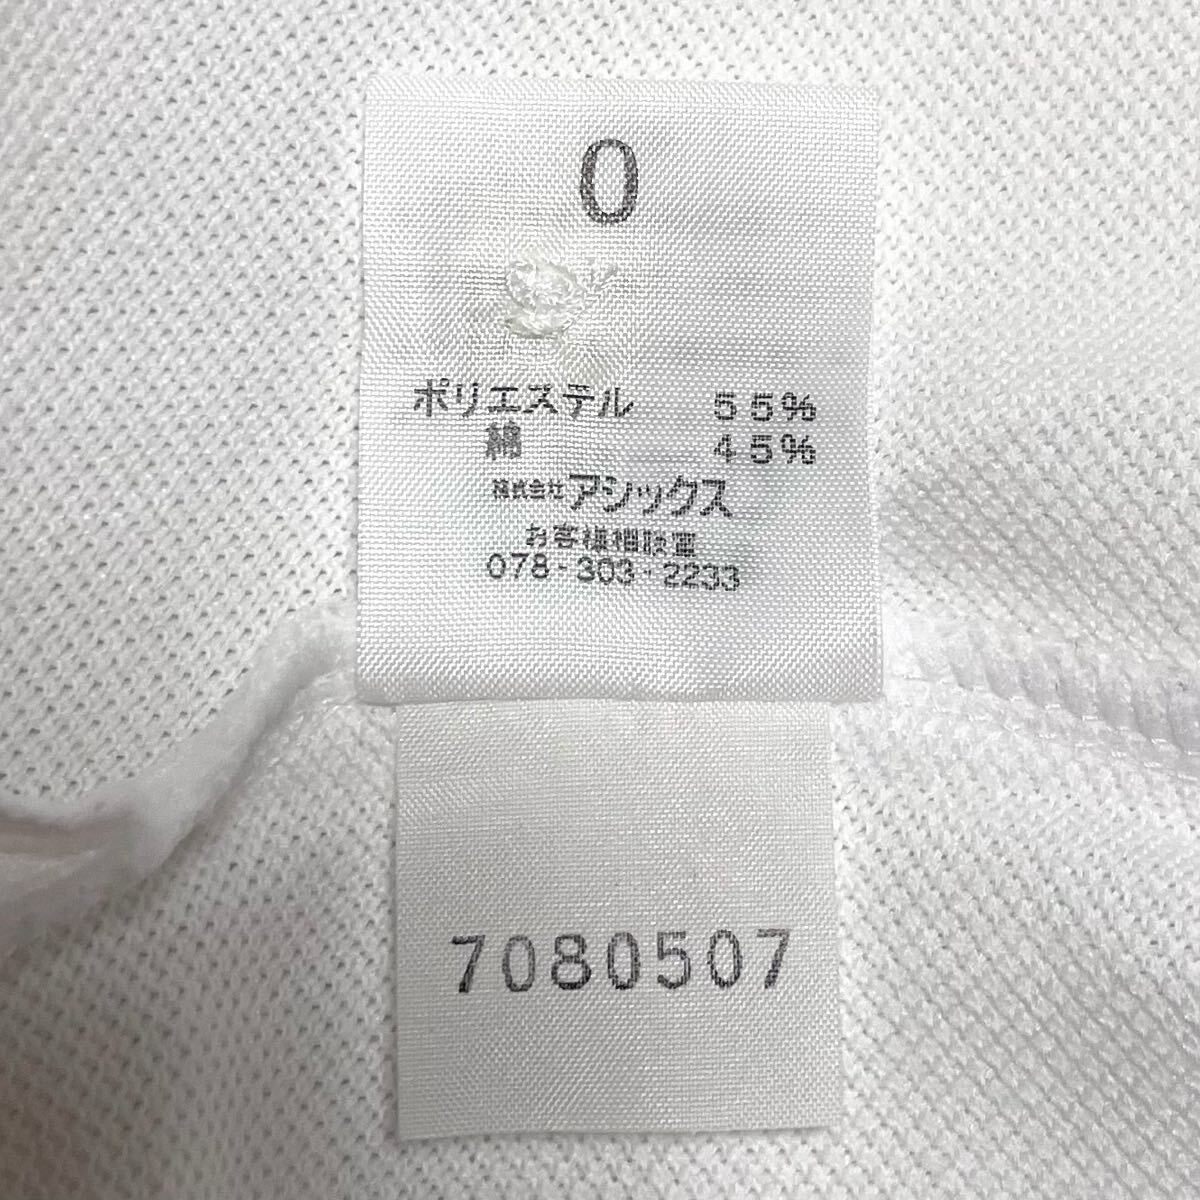 O
ポリエステル 55%
綿 45%
株式会社アシックス
お客様相談室
078-303-2233
7080507